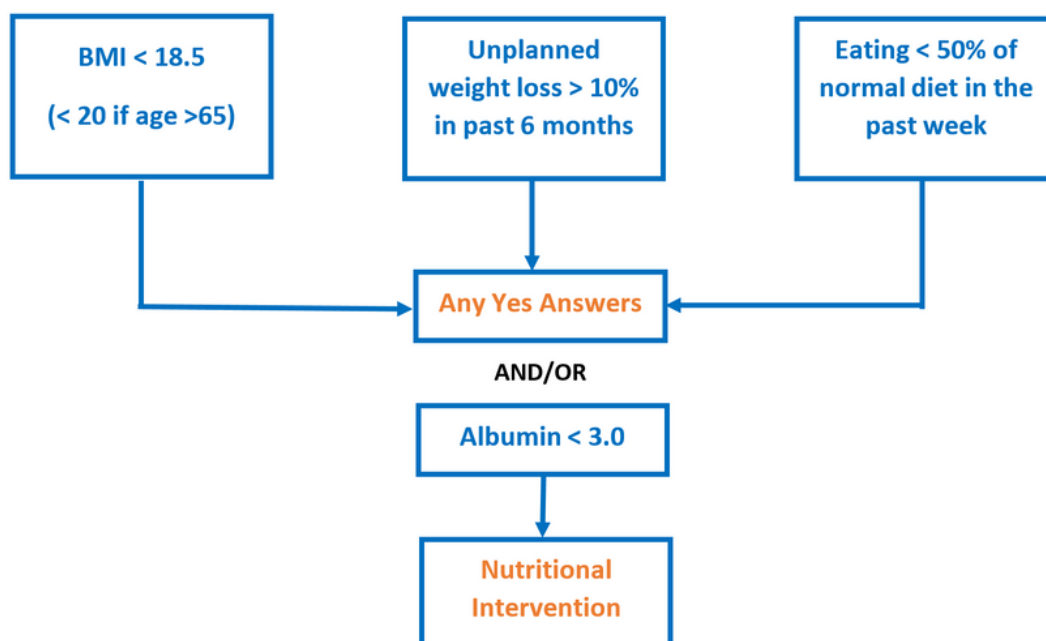 BMI < 18.5
(< 20 if age >65)
Unplanned
weight loss > 10%
in past 6 months
Eating < 50% of
normal diet in the
past week
Any Yes Answers
AND/OR
Albumin < 3.0
Nutritional
Intervention